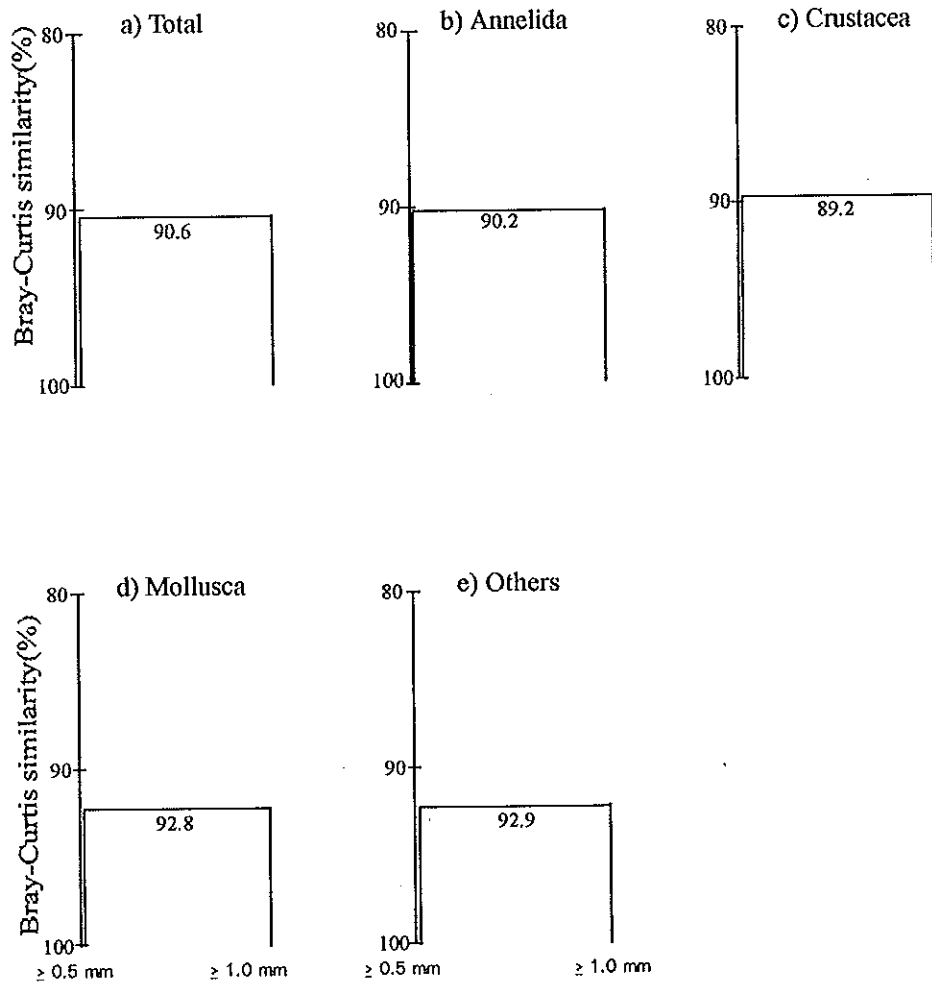 a) Total
80
90
100
90.6
Bray-Curtis similarity(%)
b) Annelida
80
90
100
90.2
c) Crustacea
80
90
100
89.2
d) Mollusca
80
90
100
92.8
Bray-Curtis similarity(%)
≥ 0.5 mm
≥ 1.0 mm
e) Others
80
90
100
92.9
≥ 0.5 mm
≥ 1.0 mm